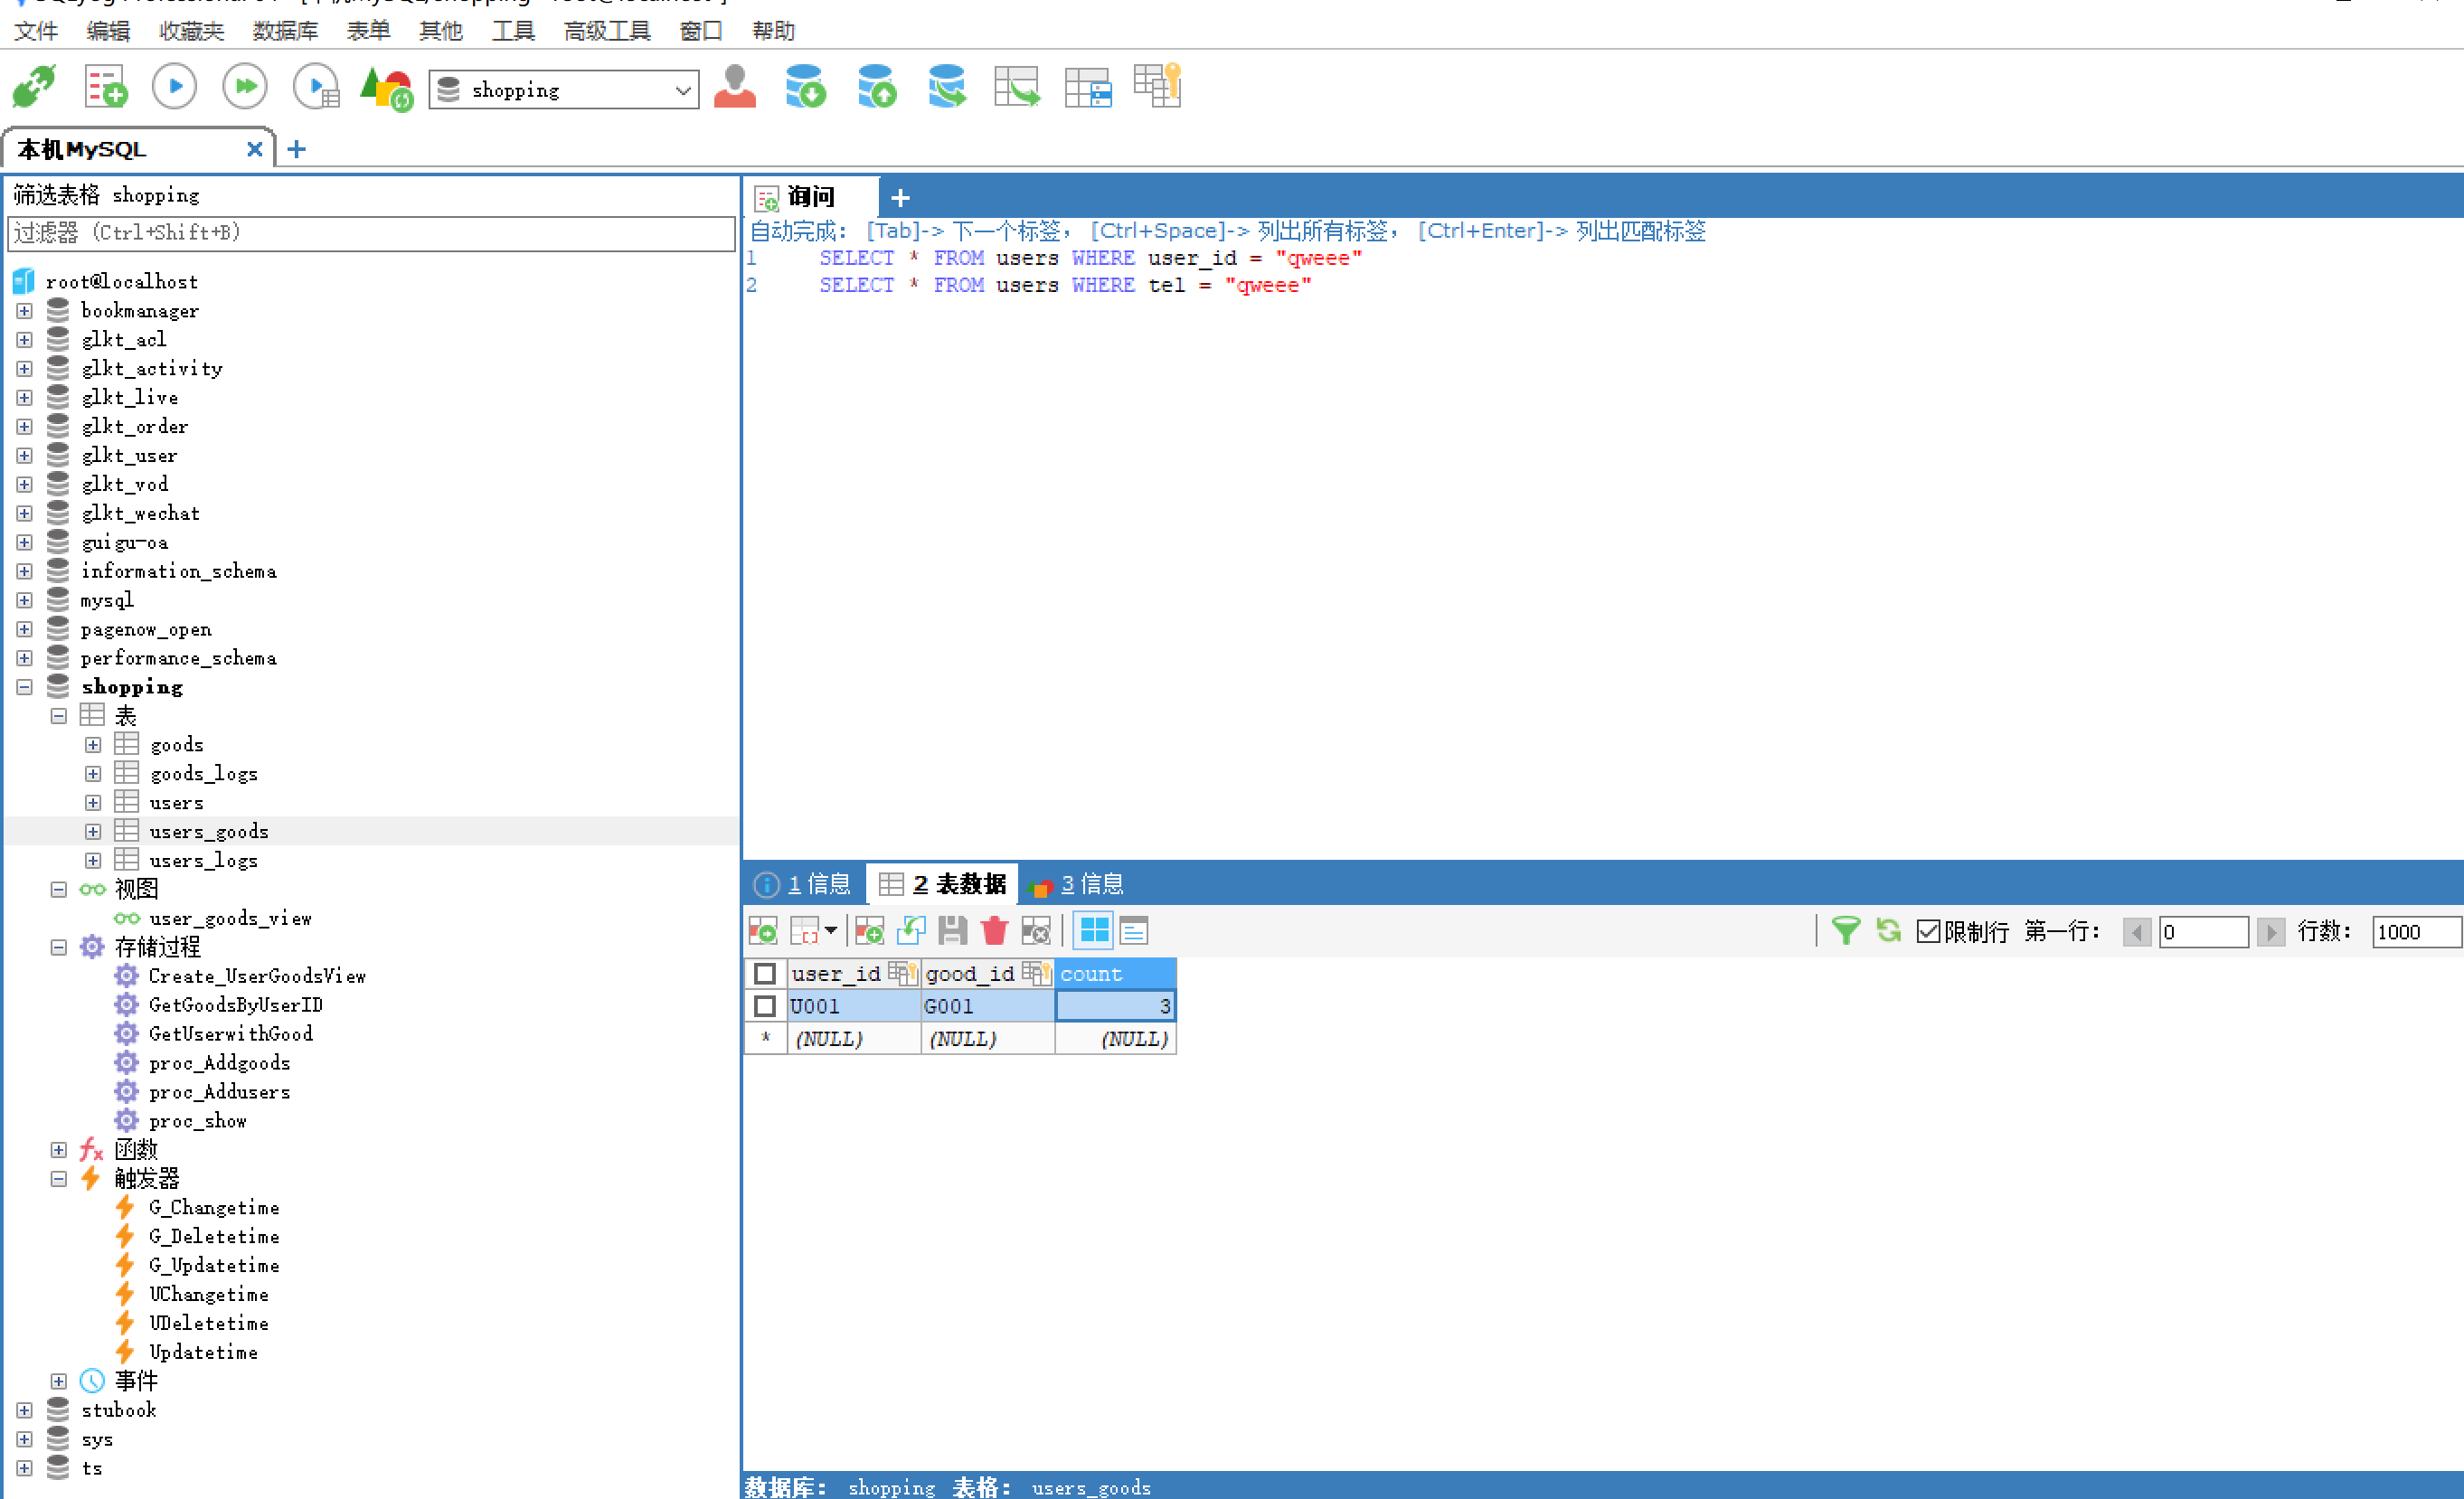 文件 编辑 收藏夹 数据库 表单 其他 工具 高级工具 窗口 帮助
shopping
本机MySQL
筛选表格 shopping
过滤器 (Ctrl+Shift+B)
root@localhost
bookmanager
glkt_acl
glkt_activity
glkt_live
glkt_order
glkt_user
glkt_vod
glkt_wechat
guigu-oa
information_schema
mysql
pagenow_open
performance_schema
shopping
表
goods
goods_logs
users
users_goods
users_logs
视图
user_goods_view
存储过程
Create_UserGoodsView
GetGoodsByUserID
GetUserwithGood
proc_Addgoods
proc_Addusers
proc_show
函数
触发器
G_Changetime
G_Deletetime
G_Updatetime
UChangetime
UDeletetime
Updatetime
事件
stubook
sys
ts
询问
自动完成： [Tab]-> 下一个标签， [Ctrl+Space]-> 列出所有标签， [Ctrl+Enter]-> 列出匹配标签
1 SELECT * FROM users WHERE user_id = "qweee"
2 SELECT * FROM users WHERE tel = "qweee"
1 信息 2 表数据 3 信息
限制行 第一行： 0 行数： 1000
user_id good_id count
U001 G001 3
* (NULL) (NULL) (NULL)
数据库： shopping 表格： users_goods